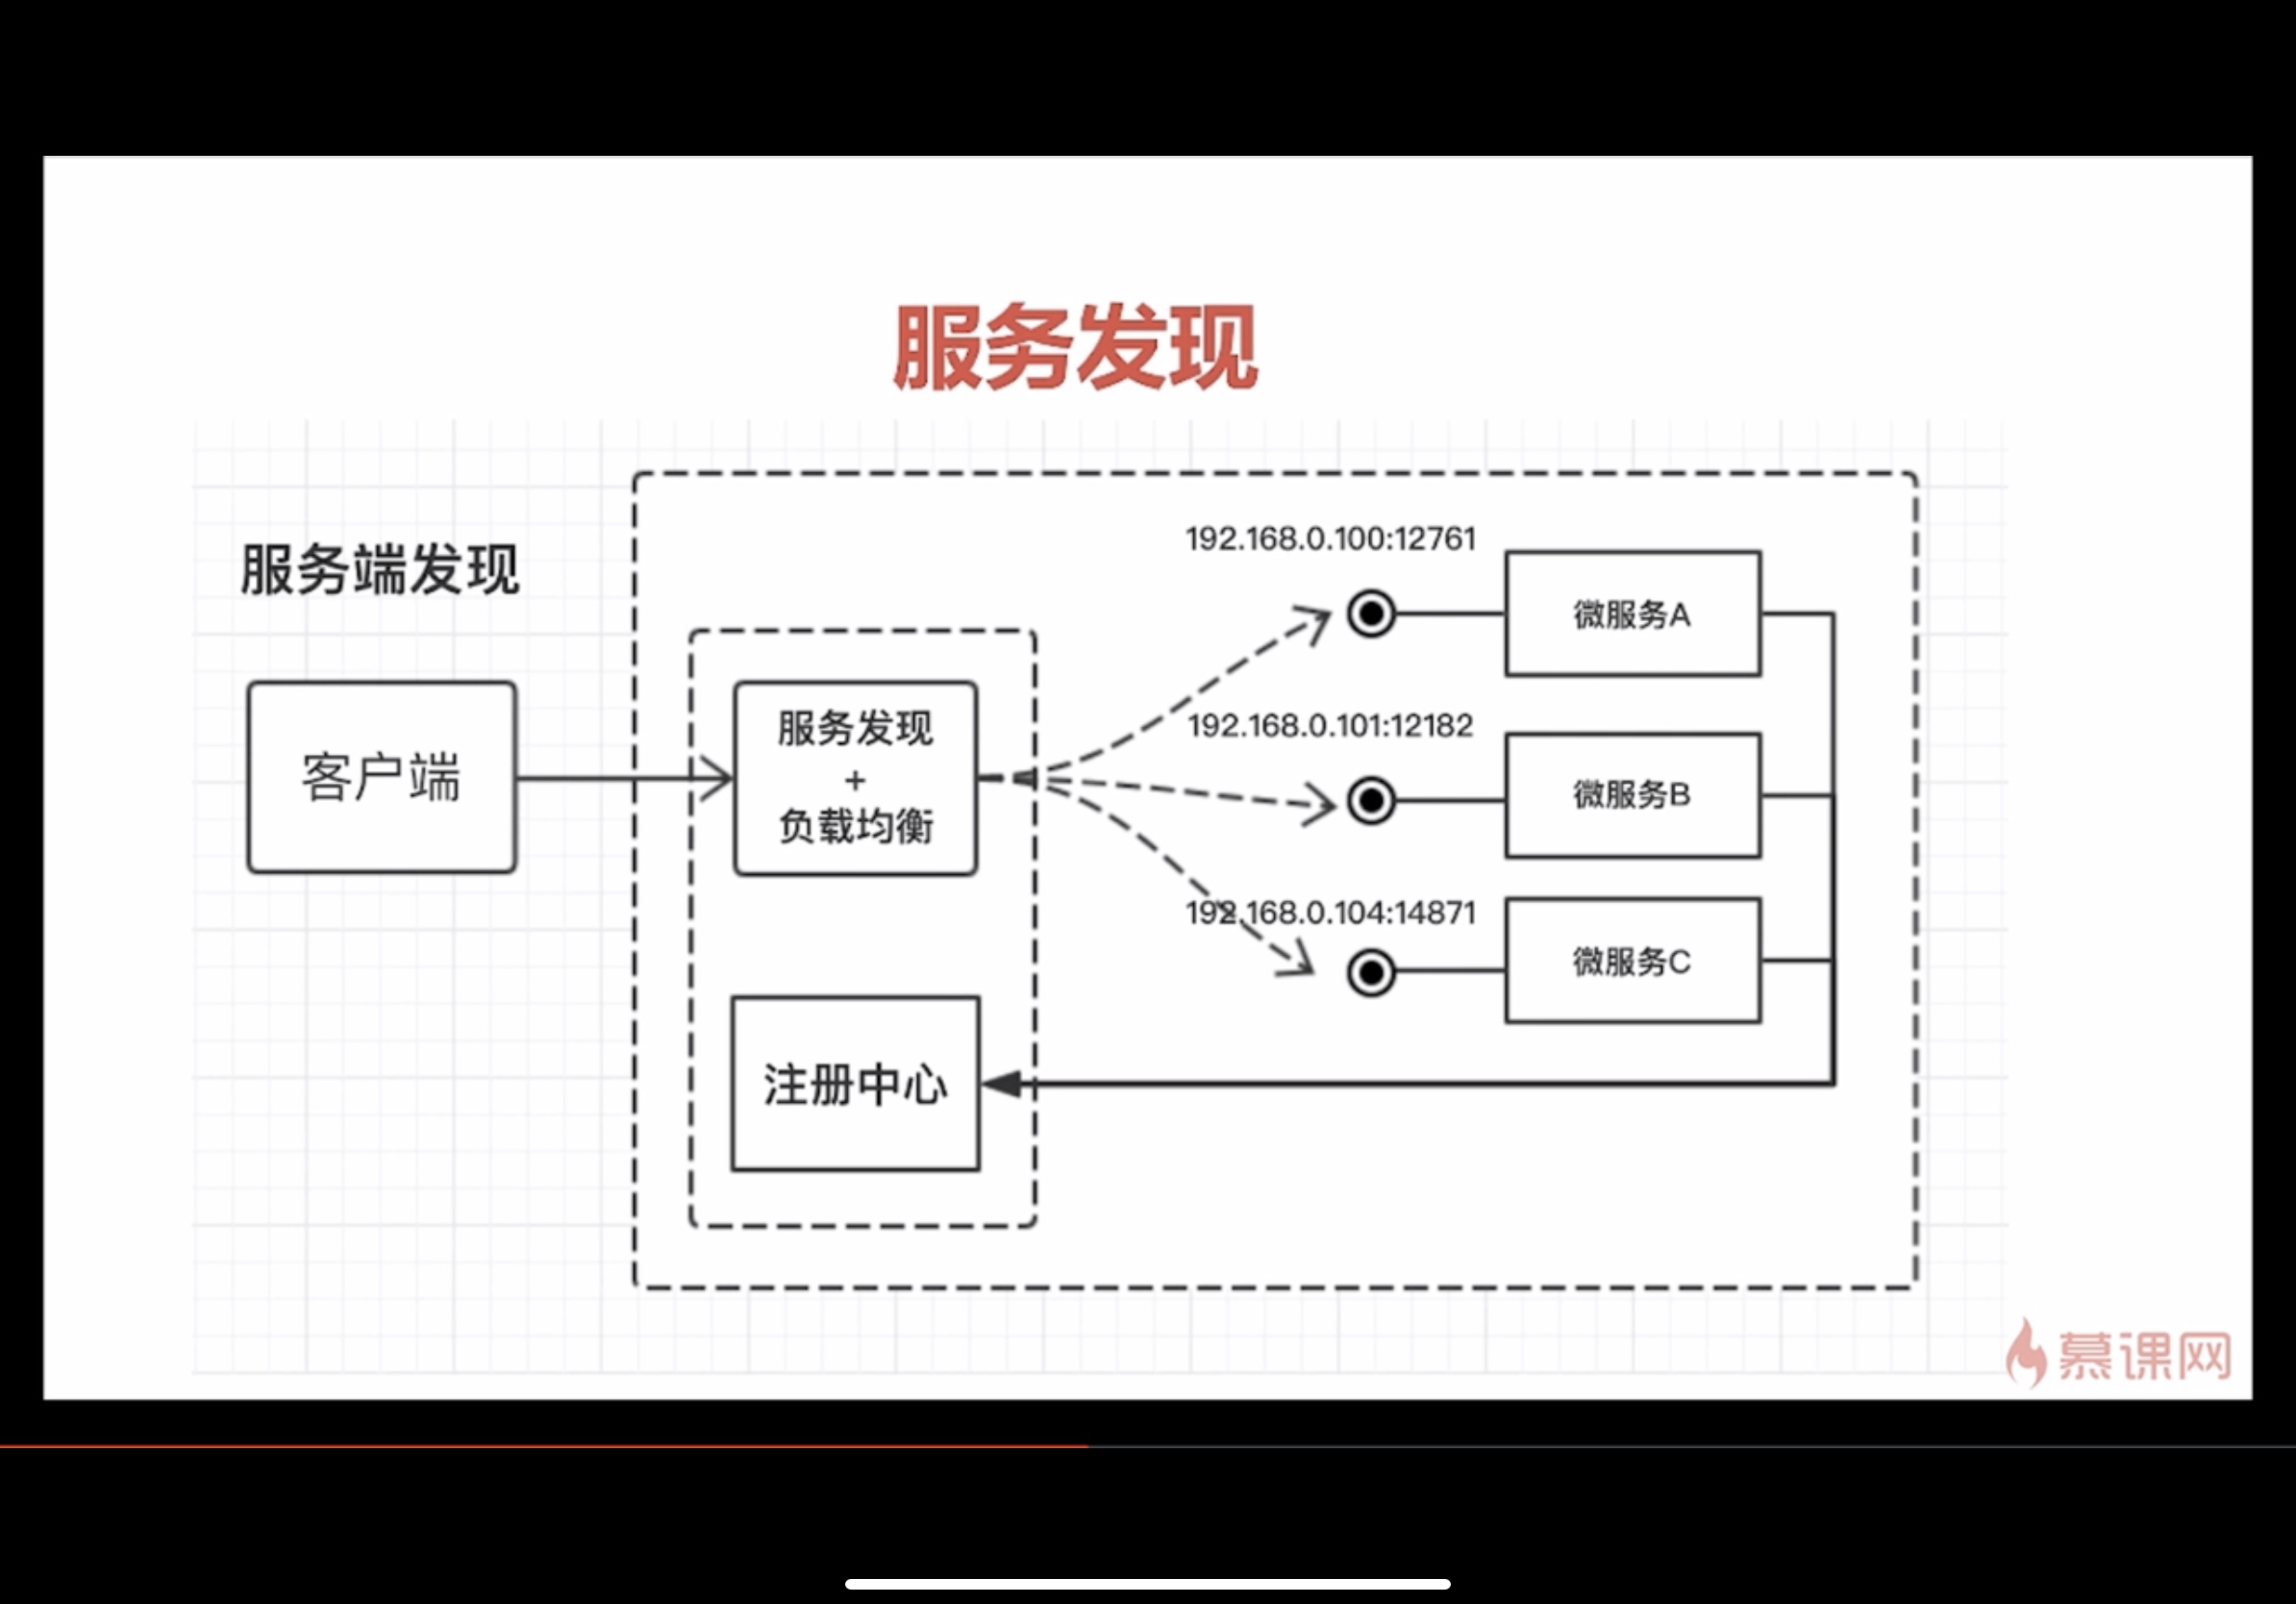 服务发现
服务端发现
客户端
服务发现
+
负载均衡
注册中心
192.168.0.100:12761
微服务A
192.168.0.101:12182
微服务B
192.168.0.104:14871
微服务C
慕课网